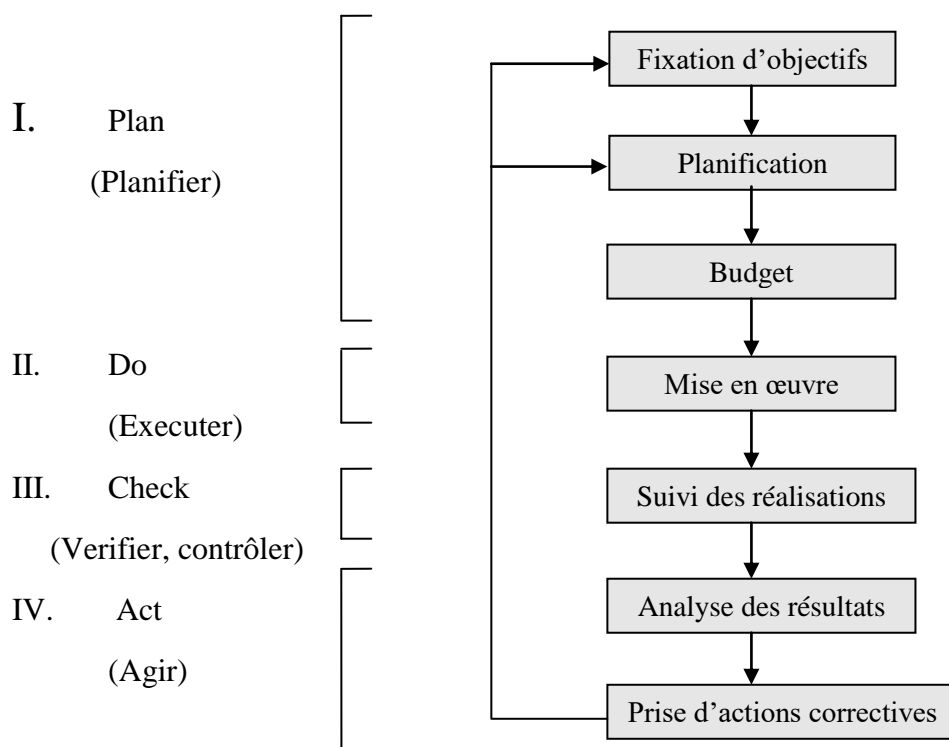 Fixation d’objectifs
I. Plan
(Planifier)
Planification
Budget
II. Do
(Executer)
Mise en œuvre
III. Check
(Verifier, contrôler)
Suivi des réalisations
IV. Act
(Agir)
Analyse des résultats
Prise d’actions correctives